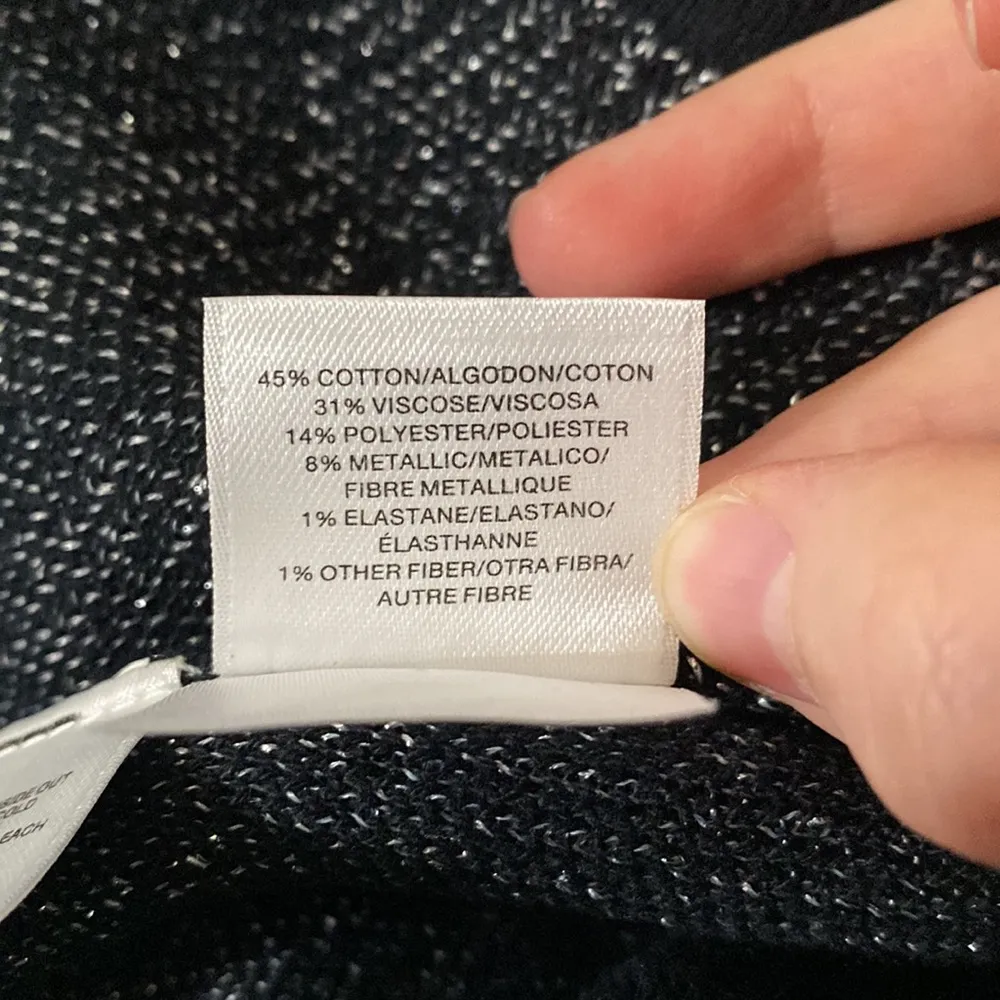 45% COTTON/ALGODON/COTON
31% VISCOSE/VISCOSA
14% POLYESTER/POLIESTER
8% METALLIC/METALICO/
FIBRE METALLIQUE
1% ELASTANE/ELASTANO/
ÉLASTHANNE
1% OTHER FIBER/OTRA FIBRA/
AUTRE FIBRE
OUT